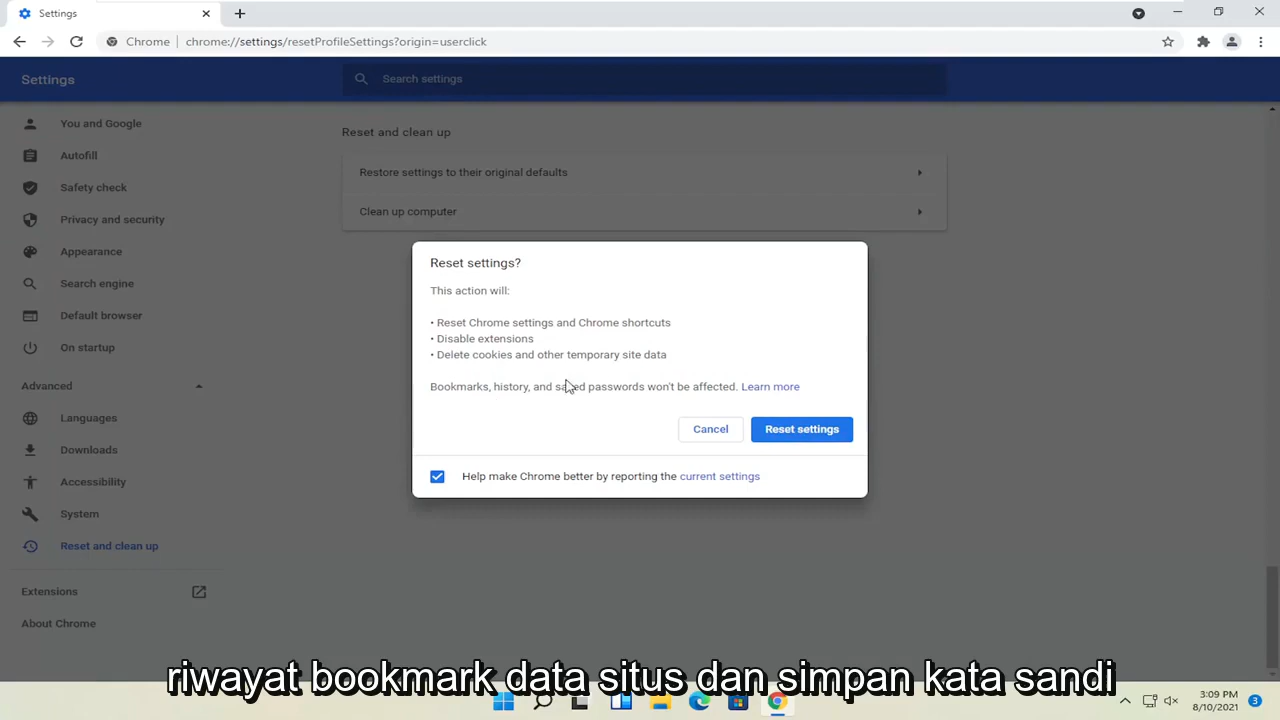 Settings
Chrome | chrome://settings/resetProfileSettings?origin=userclick
Settings
Search settings
You and Google
Autofill
Safety check
Privacy and security
Appearance
Search engine
Default browser
On startup
Advanced
Languages
Downloads
Accessibility
System
Reset and clean up
Extensions
About Chrome
Reset and clean up
Restore settings to their original defaults
Clean up computer
Reset settings?
This action will:
• Reset Chrome settings and Chrome shortcuts
• Disable extensions
• Delete cookies and other temporary site data
Bookmarks, history, and saved passwords won't be affected. Learn more
Cancel
Reset settings
Help make Chrome better by reporting the current settings
riwayat bookmark data situs dan simpan kata sandi
3:09 PM
8/10/2021
3